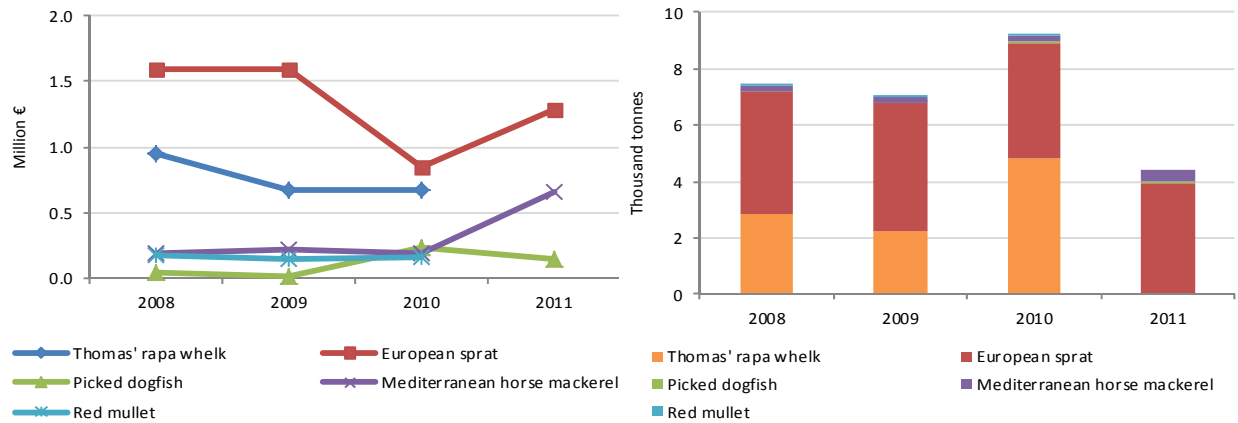 Million €
2.0
1.5
1.0
0.5
0.0
2008 2009 2010 2011
Thomas' rapa whelk European sprat
Picked dogfish Mediterranean horse mackerel
Red mullet
Thousand tonnes
10
8
6
4
2
0
2008 2009 2010 2011
Thomas' rapa whelk European sprat
Picked dogfish Mediterranean horse mackerel
Red mullet